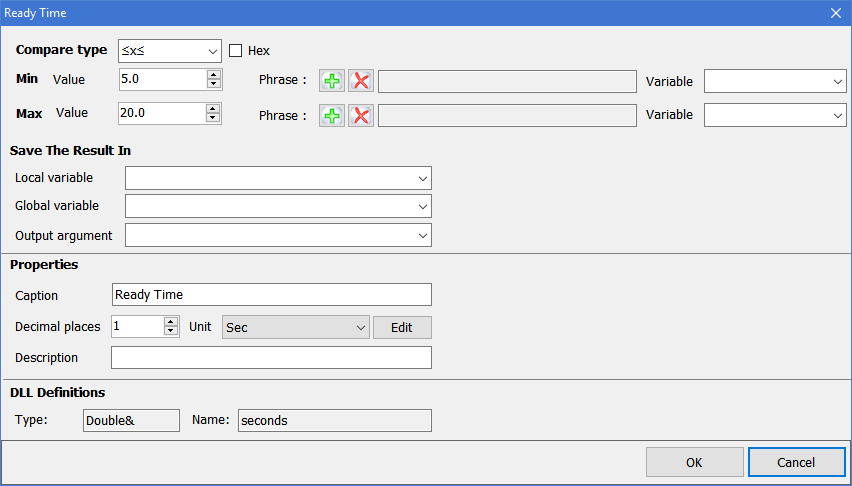 Ready Time
Compare type ≤x≤ Hex
Min Value 5.0 Phrase : Variable
Max Value 20.0 Phrase : Variable
Save The Result In
Local variable
Global variable
Output argument
Properties
Caption Ready Time
Decimal places 1 Unit Sec Edit
Description
DLL Definitions
Type: Double& Name: seconds
OK Cancel